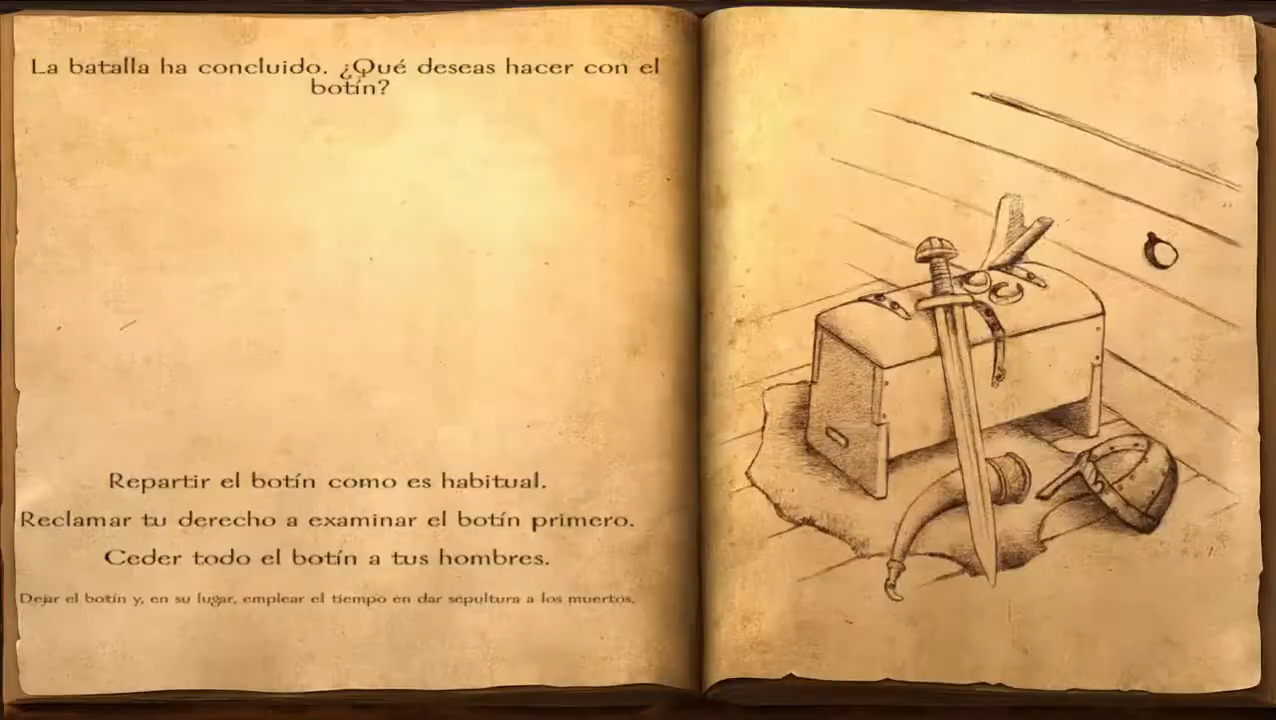 La batalla ha concluido. ¿Qué deseas hacer con el
botín?
Repartir el botín como es habitual.
Reclamar tu derecho a examinar el botín primero.
Ceder todo el botín a tus hombres.
Dejar el botín y, en su lugar, emplear el tiempo en dar sepultura a los muertos.